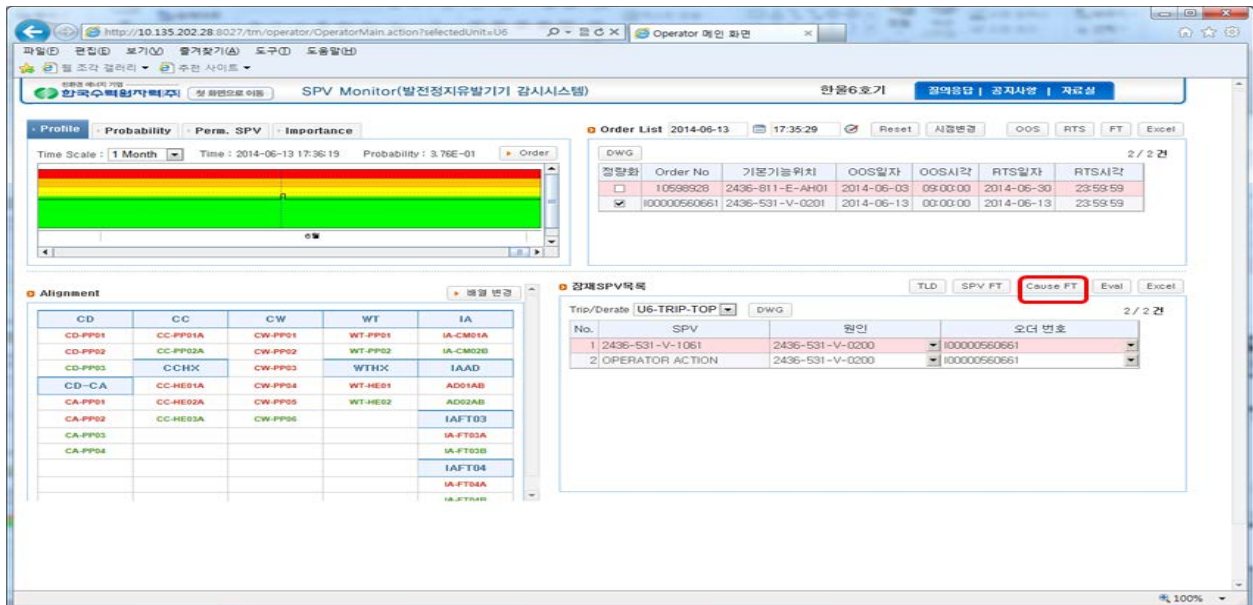 http://10.135.202.28:8027/tm/operator/OperatorMain.action?selectedUnit=U6
Operator 메인 화면
파일(F) 편집(E) 보기(V) 즐겨찾기(A) 도구(T) 도움말(H)
웹 조각 갤러리 추천 사이트
친환경 에너지 기업
한국수력원자력(주) 첫 화면으로 이동 SPV Monitor(발전정지유발기기 감시시스템) 한울6호기 질의응답 | 공지사항 | 자료실
Profile Probability Perm. SPV Importance
Time Scale : 1 Month Time : 2014-06-13 17:36:19 Probability : 3.76E-01 Order
6월
Order List 2014-06-13 17:35:29 Reset 시점변경 OOS RTS FT Excel
DWG 2 / 2 건
정량화 Order No 기본기능위치 OOS일자 OOS시각 RTS일자 RTS시각
10598928 2436-811-E-AH01 2014-06-03 09:00:00 2014-06-30 23:59:59
I00000560661 2436-531-V-0201 2014-06-13 00:00:00 2014-06-13 23:59:59
Alignment 배열 변경
CD CC CW WT IA
CD-PP01 CC-PP01A CW-PP01 WT-PP01 IA-CM01A
CD-PP02 CC-PP02A CW-PP02 WT-PP02 IA-CM02B
CD-PP03 CCHX CW-PP03 WTHX IAAD
CD-CA CC-HE01A CW-PP04 WT-HE01 AD01AB
CA-PP01 CC-HE02A CW-PP05 WT-HE02 AD02AB
CA-PP02 CC-HE03A CW-PP06 IAFT03
CA-PP03 IA-FT03A
CA-PP04 IA-FT03B
IAFT04
IA-FT04A
IA-FT04B
잠재SPV목록 TLD SPV FT Cause FT Eval Excel
Trip/Derate U6-TRIP-TOP DWG 2 / 2 건
No. SPV 원인 오더 번호
1 2436-531-V-1061 2436-531-V-0200 I00000560661
2 OPERATOR ACTION 2436-531-V-0200 I00000560661
100%